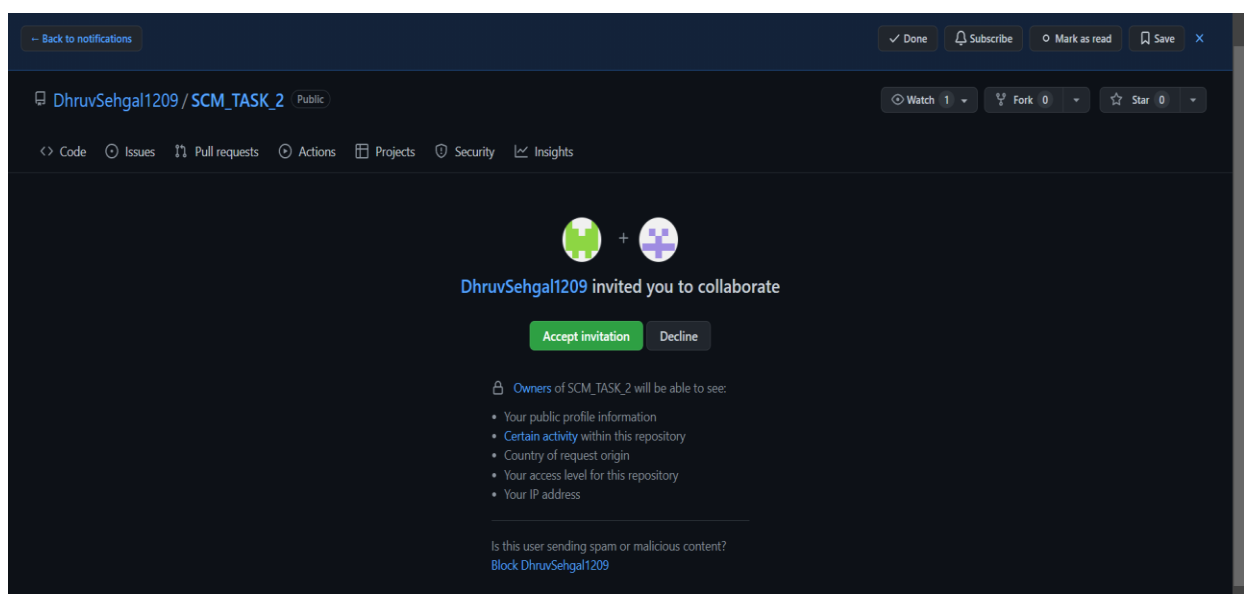 ← Back to notifications
Done Subscribe Mark as read Save ×
DhruvSehgal1209 / SCM_TASK_2 Public
Watch 1 Fork 0 Star 0
<> Code Issues Pull requests Actions Projects Security Insights
+
DhruvSehgal1209 invited you to collaborate
Accept invitation Decline
Owners of SCM_TASK_2 will be able to see:
• Your public profile information
• Certain activity within this repository
• Country of request origin
• Your access level for this repository
• Your IP address
Is this user sending spam or malicious content?
Block DhruvSehgal1209